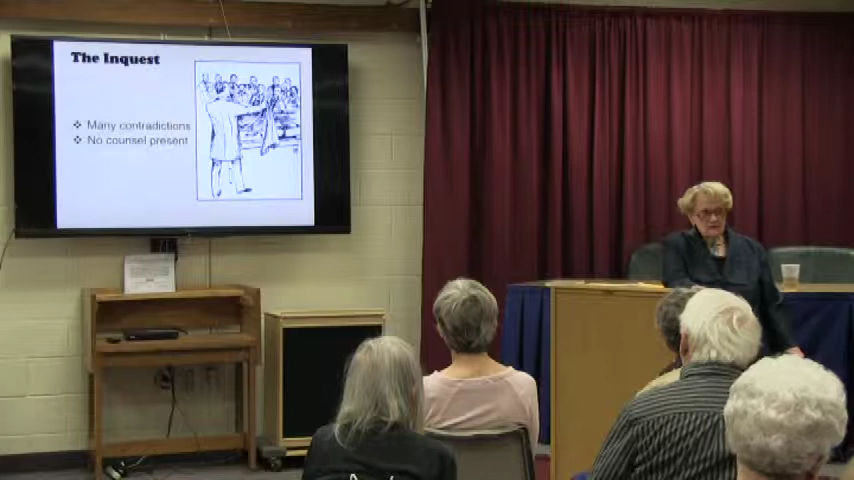 The Inquest
❖ Many contradictions
❖ No counsel present